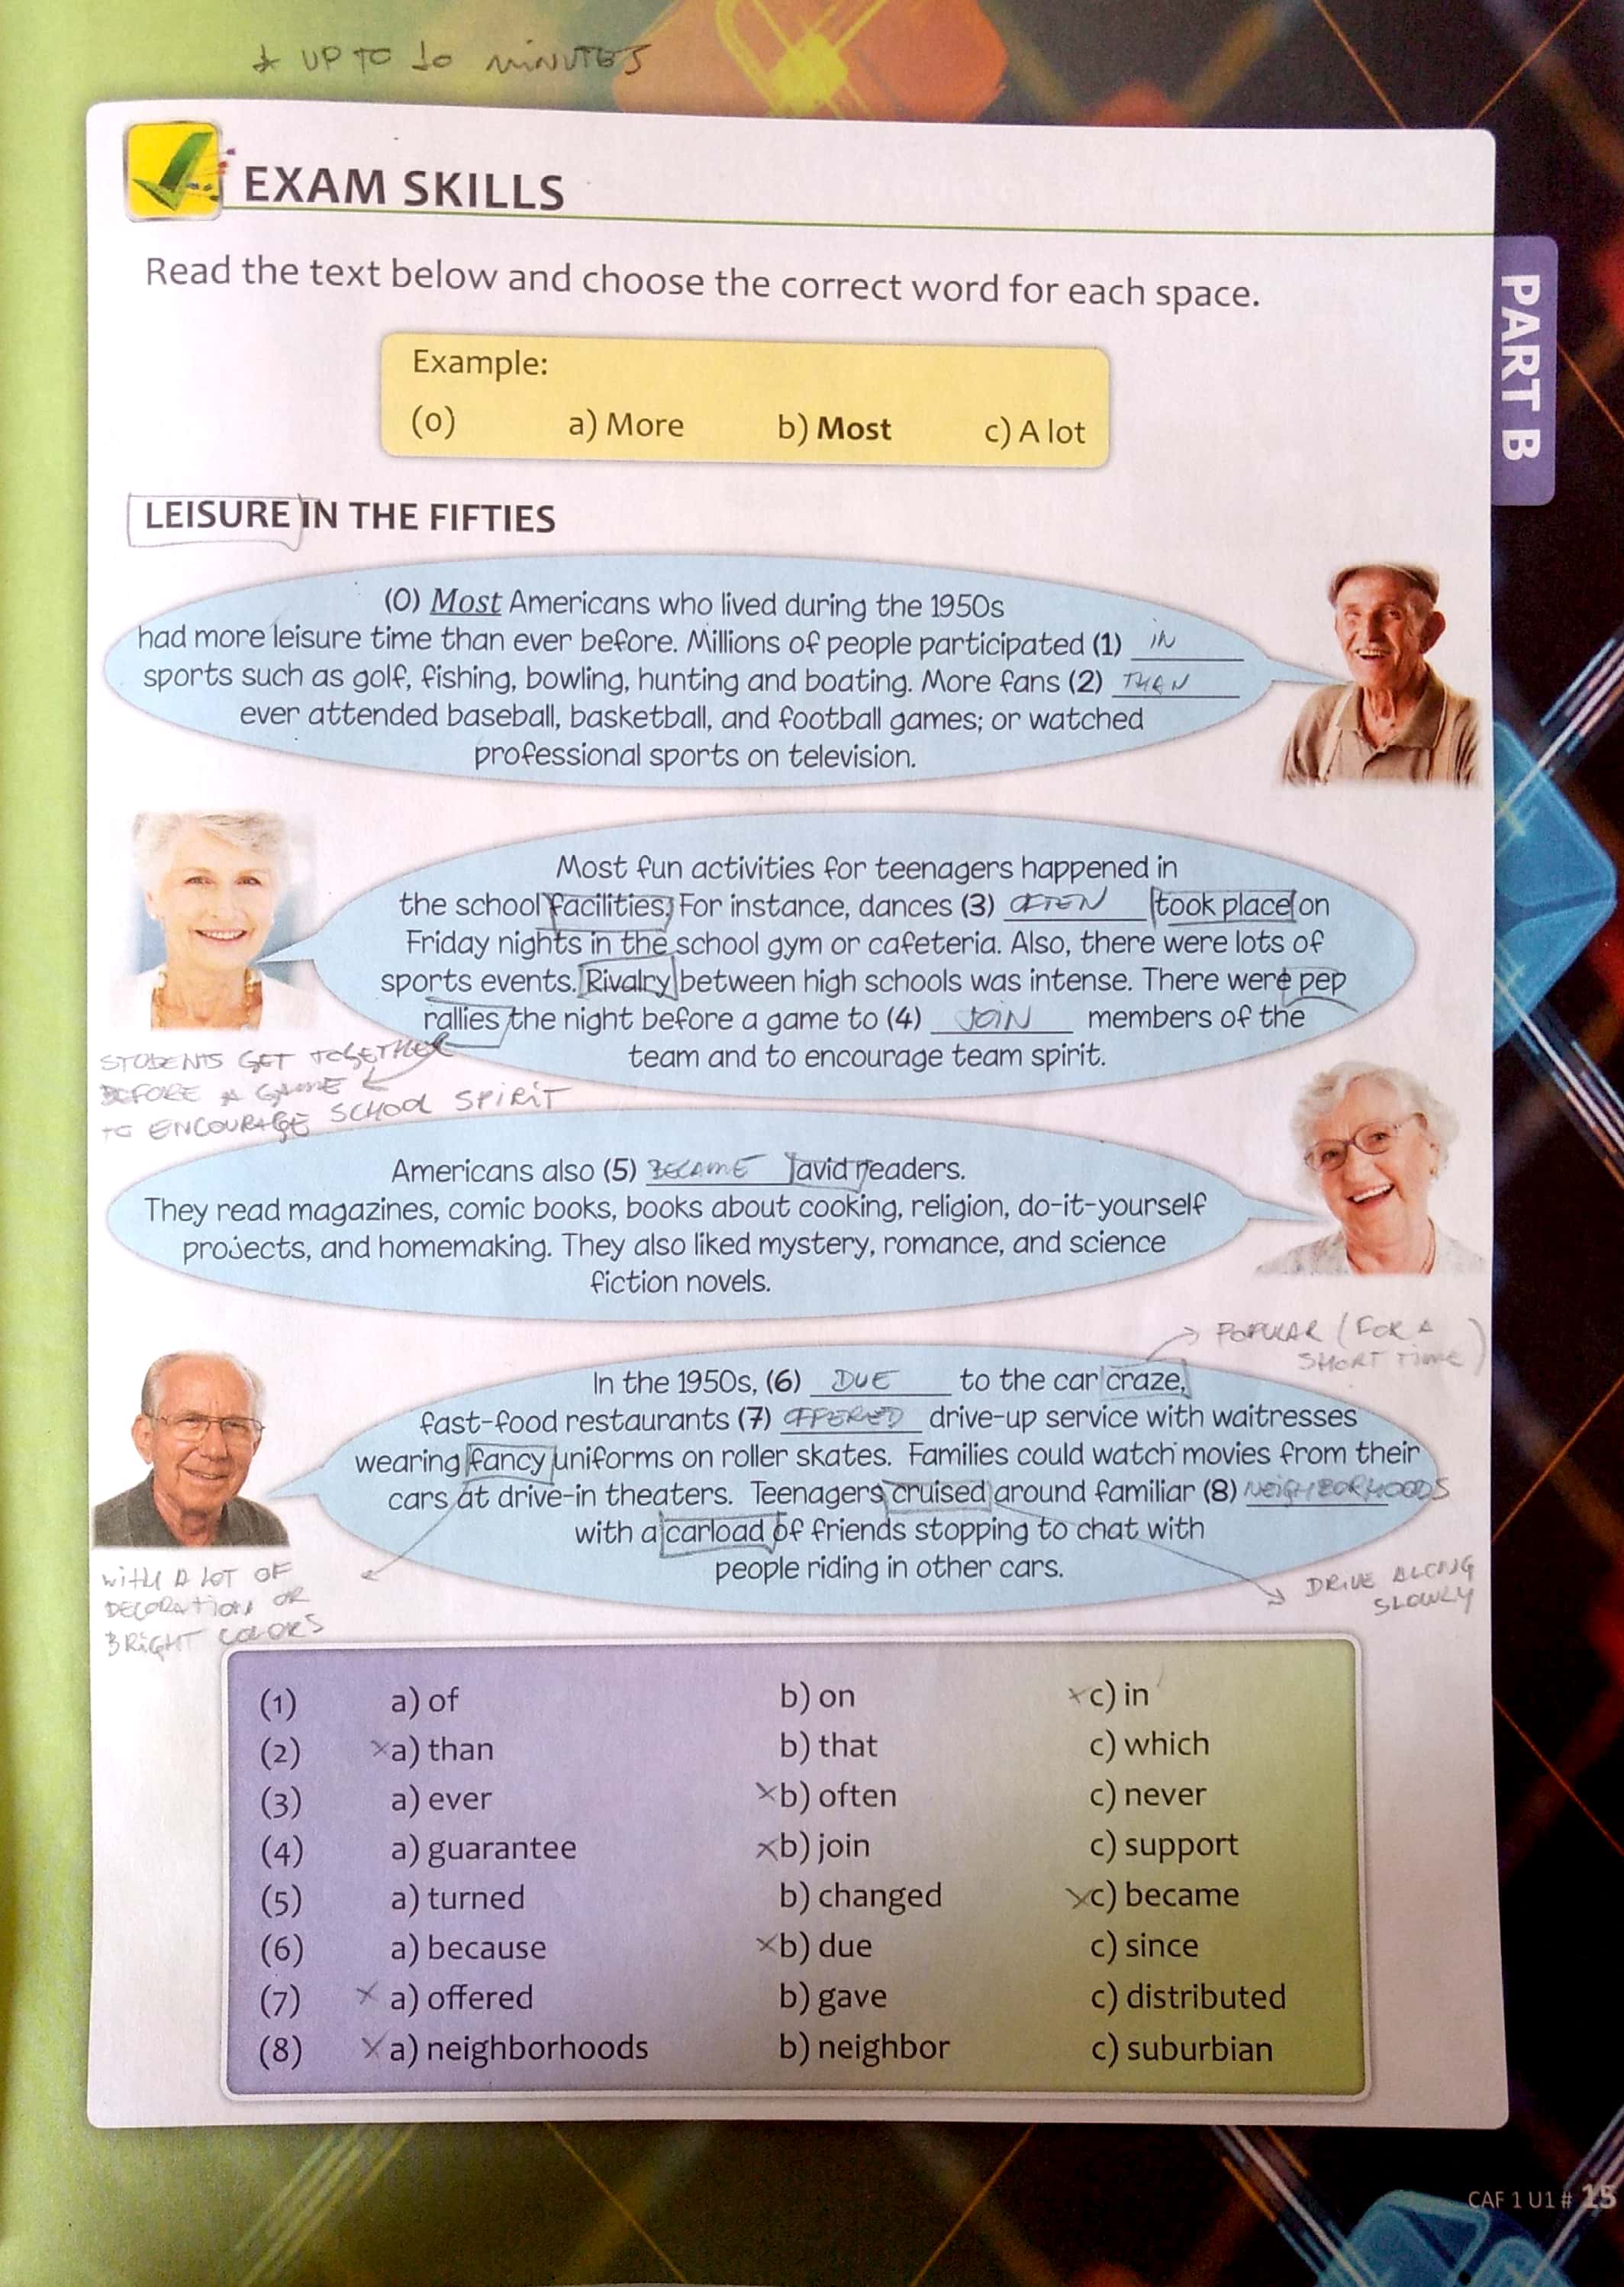 * UP TO 10 MINUTES
EXAM SKILLS
Read the text below and choose the correct word for each space.
PART B
Example:
(0) a) More b) Most c) A lot
LEISURE IN THE FIFTIES
(0) Most Americans who lived during the 1950s
had more leisure time than ever before. Millions of people participated (1) IN
sports such as golf, fishing, bowling, hunting and boating. More fans (2) THAN
ever attended baseball, basketball, and football games; or watched
professional sports on television.
Most fun activities for teenagers happened in
the school facilities. For instance, dances (3) OFTEN took place on
Friday nights in the school gym or cafeteria. Also, there were lots of
sports events. Rivalry between high schools was intense. There were pep
rallies the night before a game to (4) JOIN members of the
team and to encourage team spirit.
STUDENTS GET TOGETHER
BEFORE A GAME
TO ENCOURAGE SCHOOL SPIRIT
Americans also (5) BECAME avid readers.
They read magazines, comic books, books about cooking, religion, do-it-yourself
projects, and homemaking. They also liked mystery, romance, and science
fiction novels.
POPULAR (FOR A
SHORT TIME)
In the 1950s, (6) DUE to the car craze,
fast-food restaurants (7) OFFERED drive-up service with waitresses
wearing fancy uniforms on roller skates. Families could watch movies from their
cars at drive-in theaters. Teenagers cruised around familiar (8) NEIGHBORHOODS
with a carload of friends stopping to chat with
people riding in other cars.
WITH A LOT OF
DECORATION OR
BRIGHT COLORS
DRIVE ALONG
SLOWLY
(1) a) of b) on c) in
(2) a) than b) that c) which
(3) a) ever b) often c) never
(4) a) guarantee b) join c) support
(5) a) turned b) changed c) became
(6) a) because b) due c) since
(7) a) offered b) gave c) distributed
(8) a) neighborhoods b) neighbor c) suburbian
CAF 1 U1 # 15